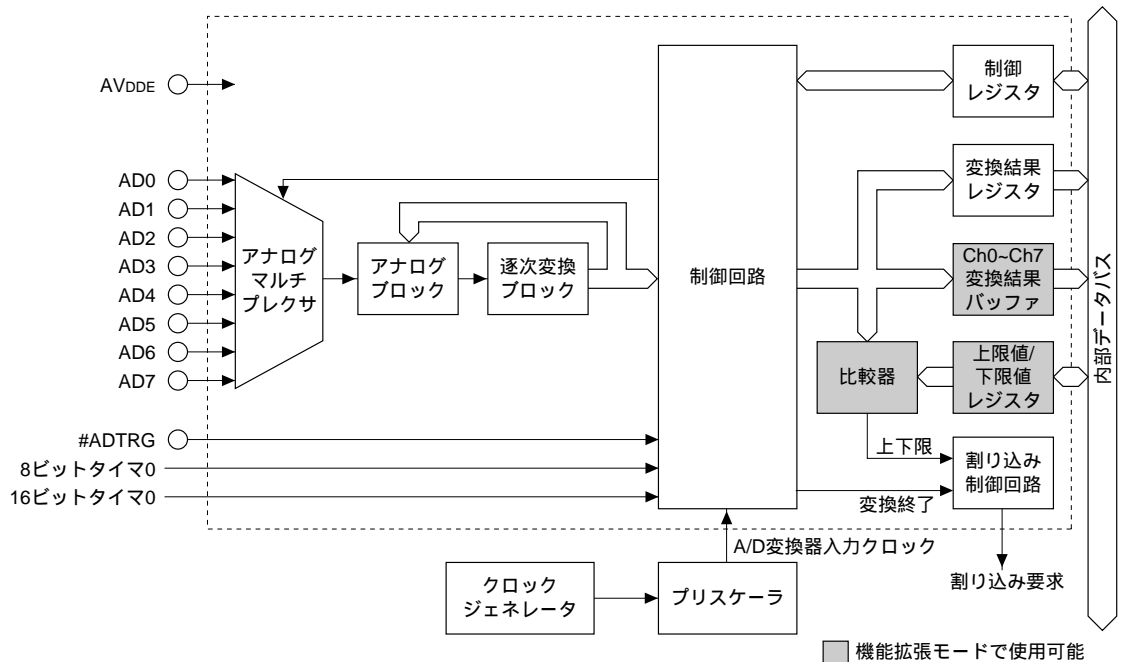 AVDDE
AD0
AD1
AD2
AD3
AD4
AD5
AD6
AD7
#ADTRG
8ビットタイマ0
16ビットタイマ0
アナログ
マルチ
プレクサ
アナログ
ブロック
逐次変換
ブロック
制御回路
制御
レジスタ
変換結果
レジスタ
Ch0~Ch7
変換結果
バッファ
比較器
上限値/
下限値
レジスタ
上下限
変換終了
割り込み
制御回路
割り込み要求
内部データバス
A/D変換器入力クロック
クロック
ジェネレータ
プリスケーラ
機能拡張モードで使用可能